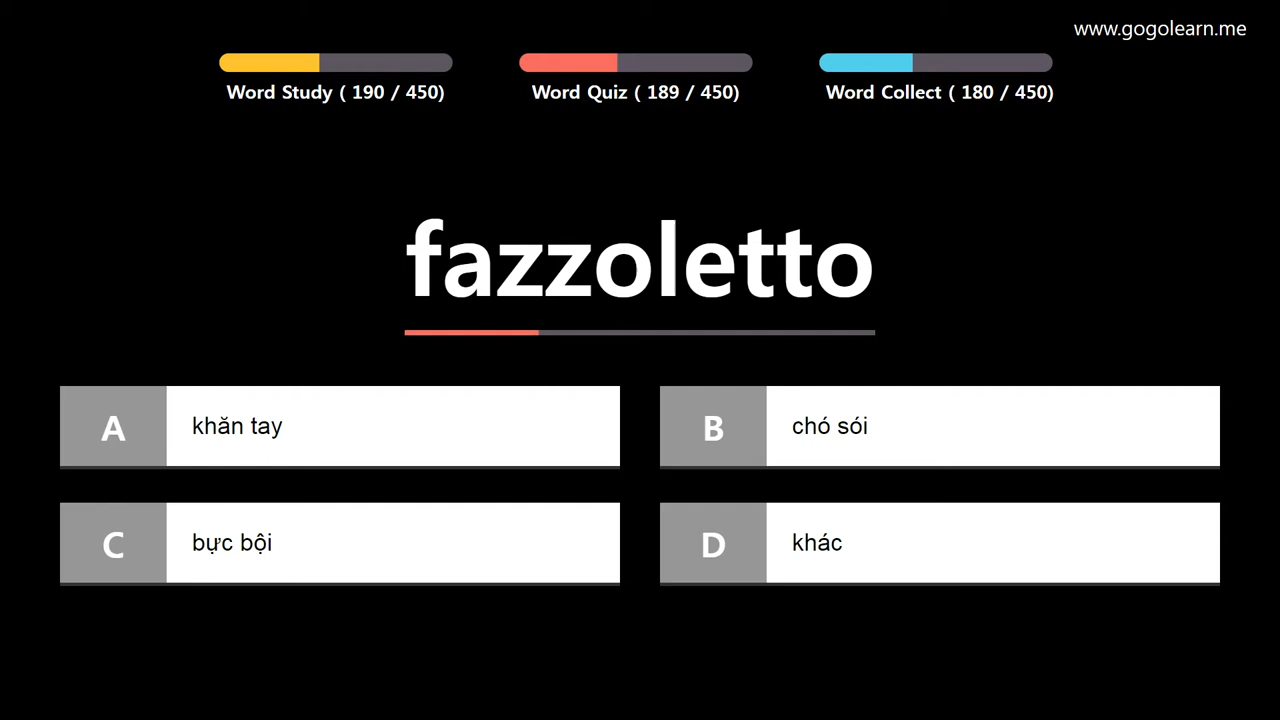 www.gogolearn.me
Word Study ( 190 / 450)
Word Quiz ( 189 / 450)
Word Collect ( 180 / 450)
fazzoletto
A khăn tay
B chó sói
C bực bội
D khác